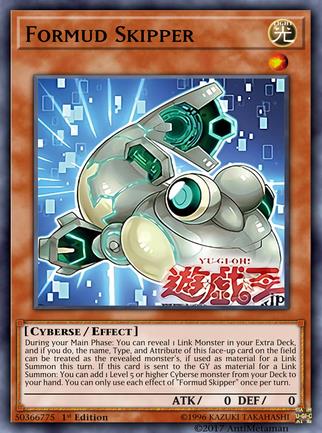 Formud Skipper
LIGHT
光
YU-GI-OH!
遊戯王
.jp
[Cyberse / Effect]
During your Main Phase: You can reveal 1 Link Monster in your Extra Deck,
and if you do, the name, Type, and Attribute of this face-up card on the field
can be treated as the revealed monster's, if used as material for a Link
Summon this turn. If this card is sent to the GY as material for a Link
Summon: You can add 1 Level 5 or higher Cyberse monster from your Deck to
your hand. You can only use each effect of "Formud Skipper" once per turn.
ATK/ 0 DEF/ 0
50366775 1st Edition ©1996 KAZUKI TAKAHASHI
©2017 AntiMetaman